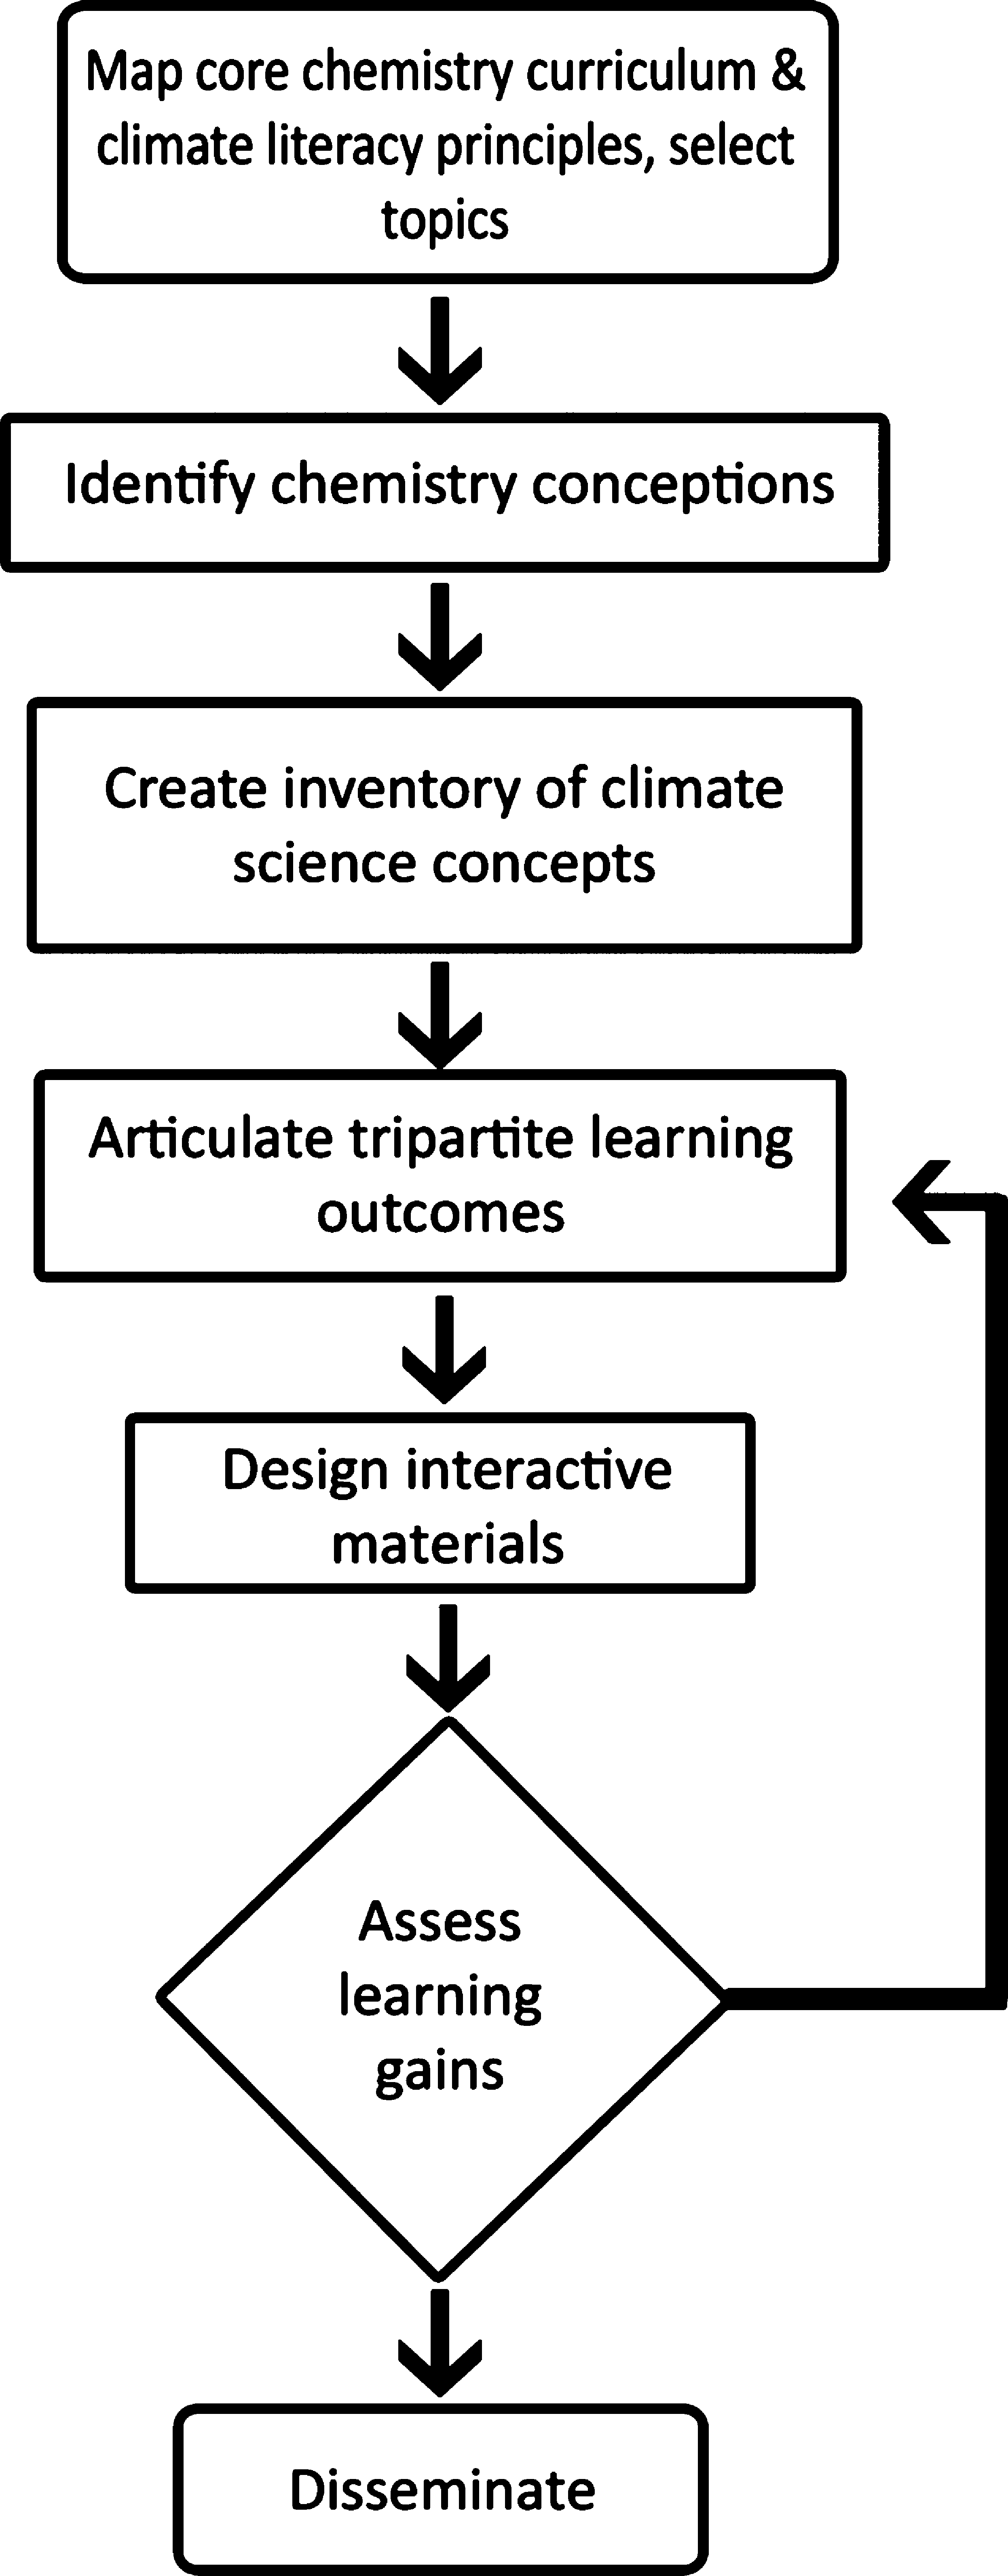 Map core chemistry curriculum &
climate literacy principles, select
topics
Identify chemistry conceptions
Create inventory of climate
science concepts
Articulate tripartite learning
outcomes
Design interactive
materials
Assess
learning
gains
Disseminate